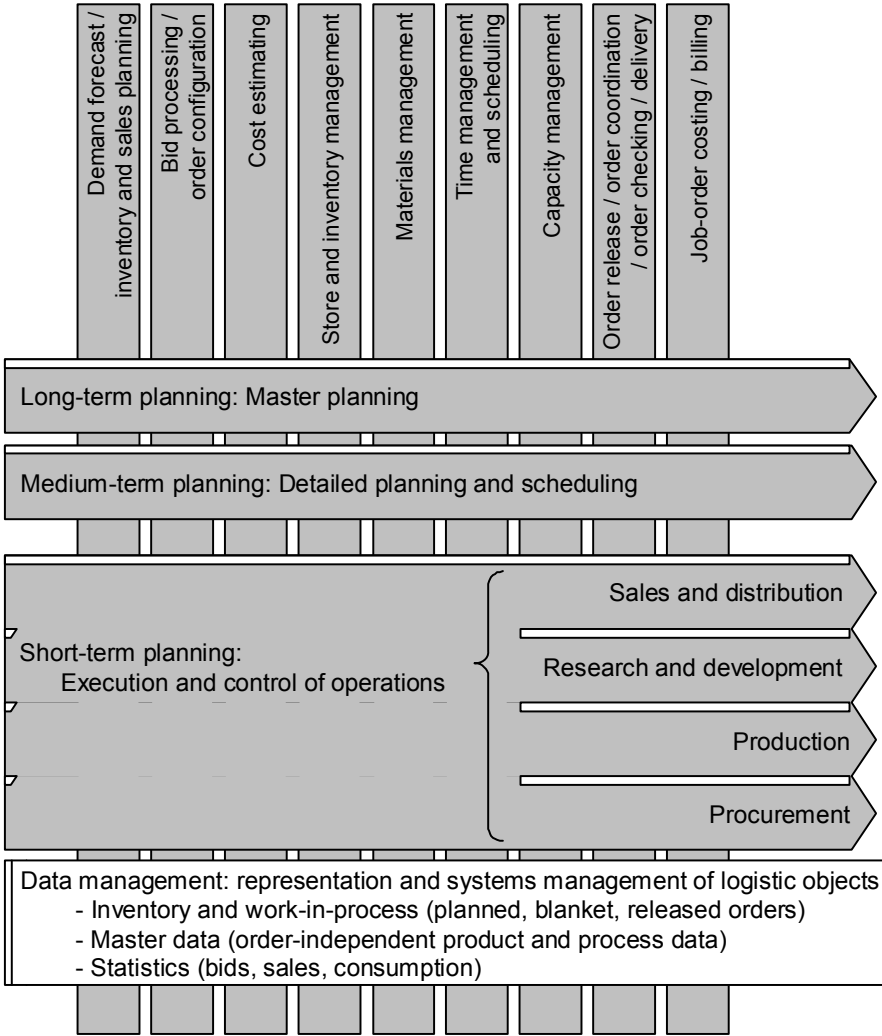 Demand forecast /
inventory and sales planning
Bid processing /
order configuration
Cost estimating
Store and inventory management
Materials management
Time management
and scheduling
Capacity management
Order release / order coordination
/ order checking / delivery
Job-order costing / billing
Long-term planning: Master planning
Medium-term planning: Detailed planning and scheduling
Short-term planning:
Execution and control of operations
Sales and distribution
Research and development
Production
Procurement
Data management: representation and systems management of logistic objects
- Inventory and work-in-process (planned, blanket, released orders)
- Master data (order-independent product and process data)
- Statistics (bids, sales, consumption)